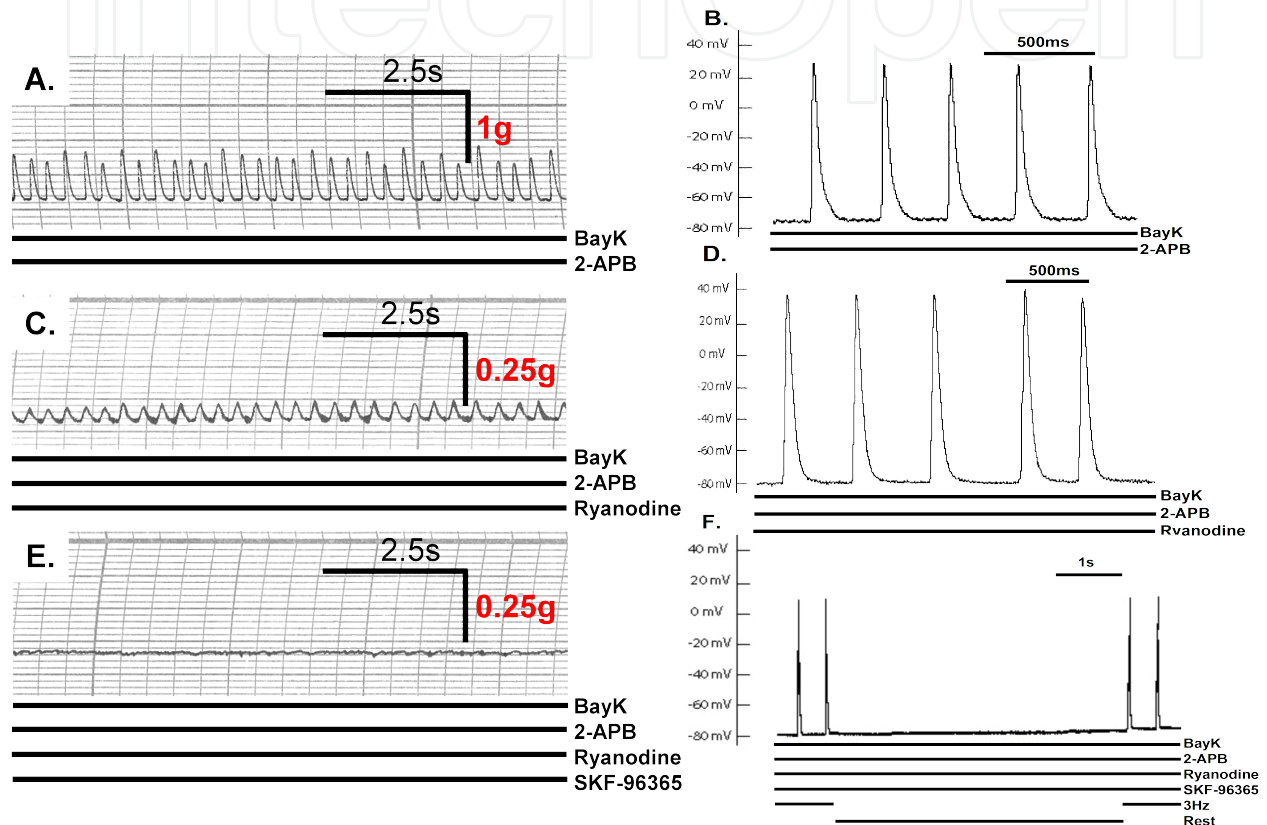 intechopen
A.
2.5s
1g
BayK
2-APB
B.
500ms
40 mV
20 mV
0 mV
-20 mV
-40 mV
-60 mV
-80 mV
BayK
2-APB
C.
2.5s
0.25g
BayK
2-APB
Ryanodine
D.
500ms
40 mV
20 mV
0 mV
-20 mV
-40 mV
-60 mV
-80 mV
BayK
2-APB
Rvanodine
E.
2.5s
0.25g
BayK
2-APB
Ryanodine
SKF-96365
F.
1s
40 mV
20 mV
0 mV
-20 mV
-40 mV
-60 mV
-80 mV
BayK
2-APB
Ryanodine
SKF-96365
3Hz
Rest